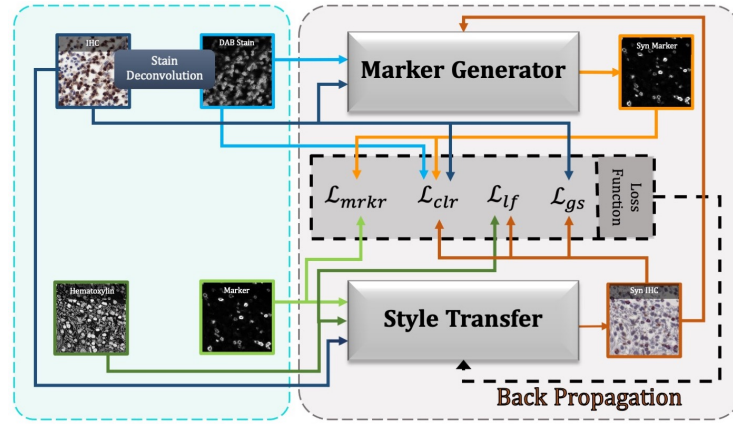 IHC
Stain
Deconvolution
DAB Stain
Marker Generator
Syn Marker
ℒmrkr
ℒclr
ℒlf
ℒgs
Loss
Function
Hematoxylin
Marker
Style Transfer
Syn IHC
Back Propagation